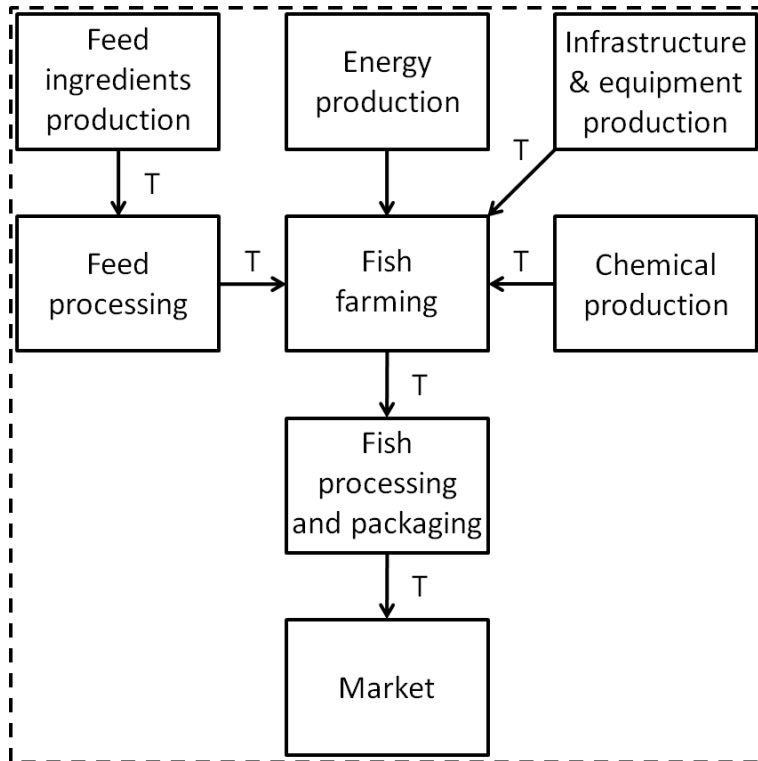 Feed
ingredients
production
Energy
production
Infrastructure
& equipment
production
T
T
Feed
processing
T
Fish
farming
T
Chemical
production
T
Fish
processing
and packaging
T
Market